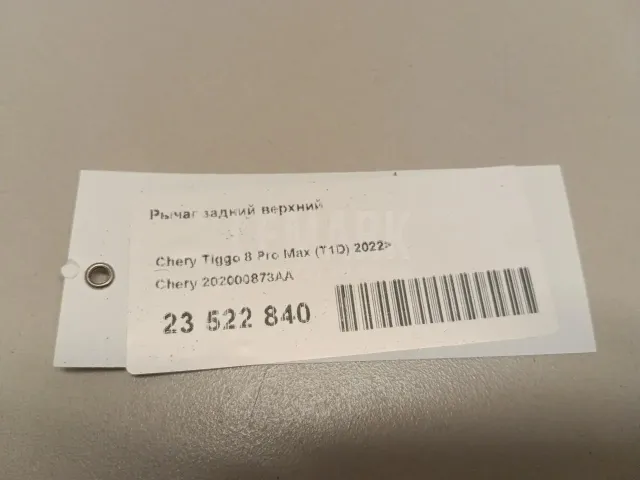 Рычаг задний верхний
Chery Tiggo 8 Pro Max (T1D) 2022>
Chery 202000873AA
23 522 840